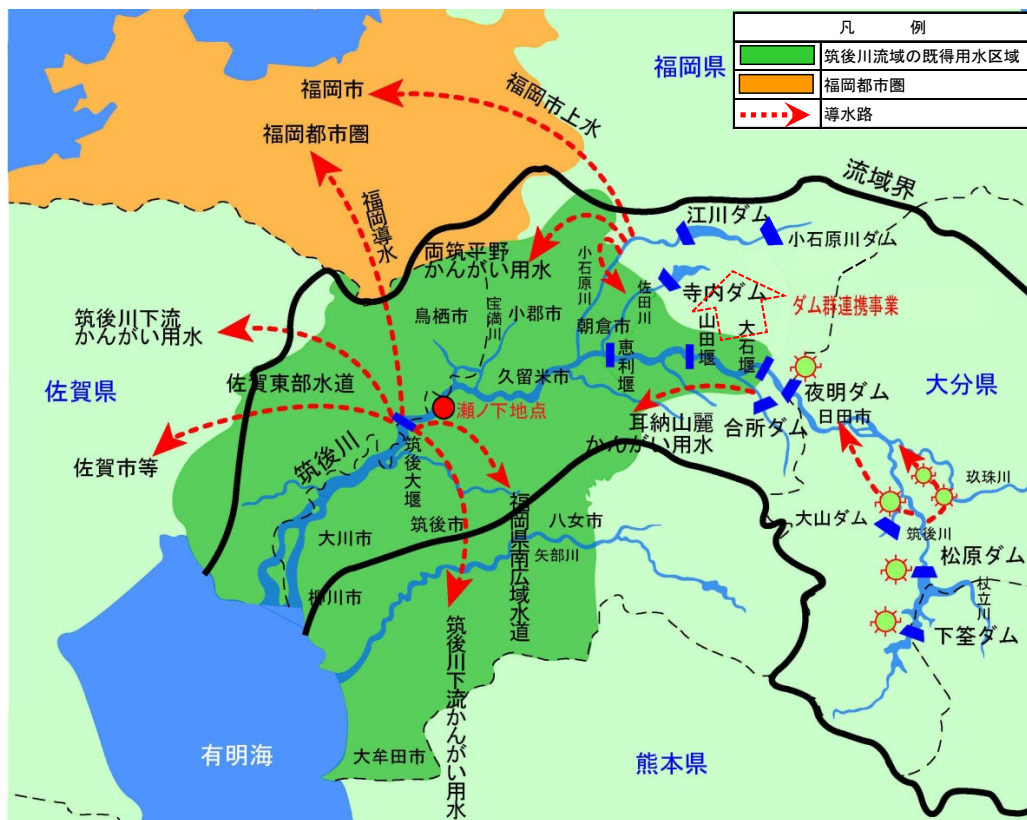 凡 例
筑後川流域の既得用水区域
福岡都市圏
導水路
福岡県
福岡市
福岡市上水
福岡都市圏
流域界
江川ダム
小石原川ダム
福岡導水
両筑平野
かんがい用水
小石原川
佐田川
寺内ダム
ダム群連携事業
筑後川下流
かんがい用水
鳥栖市
宝満川
小郡市
朝倉市
恵利堰
山田堰
大石堰
佐賀県
佐賀東部水道
久留米市
夜明ダム
大分県
日田市
瀬ノ下地点
耳納山麓
かんがい用水
合所ダム
佐賀市等
筑後川
筑後大堰
玖珠川
大川市
筑後市
福岡県南広域水道
八女市
大山ダム
筑後川
矢部川
松原ダム
柳川市
杖立川
筑後川下流かんがい用水
下筌ダム
有明海
大牟田市
熊本県